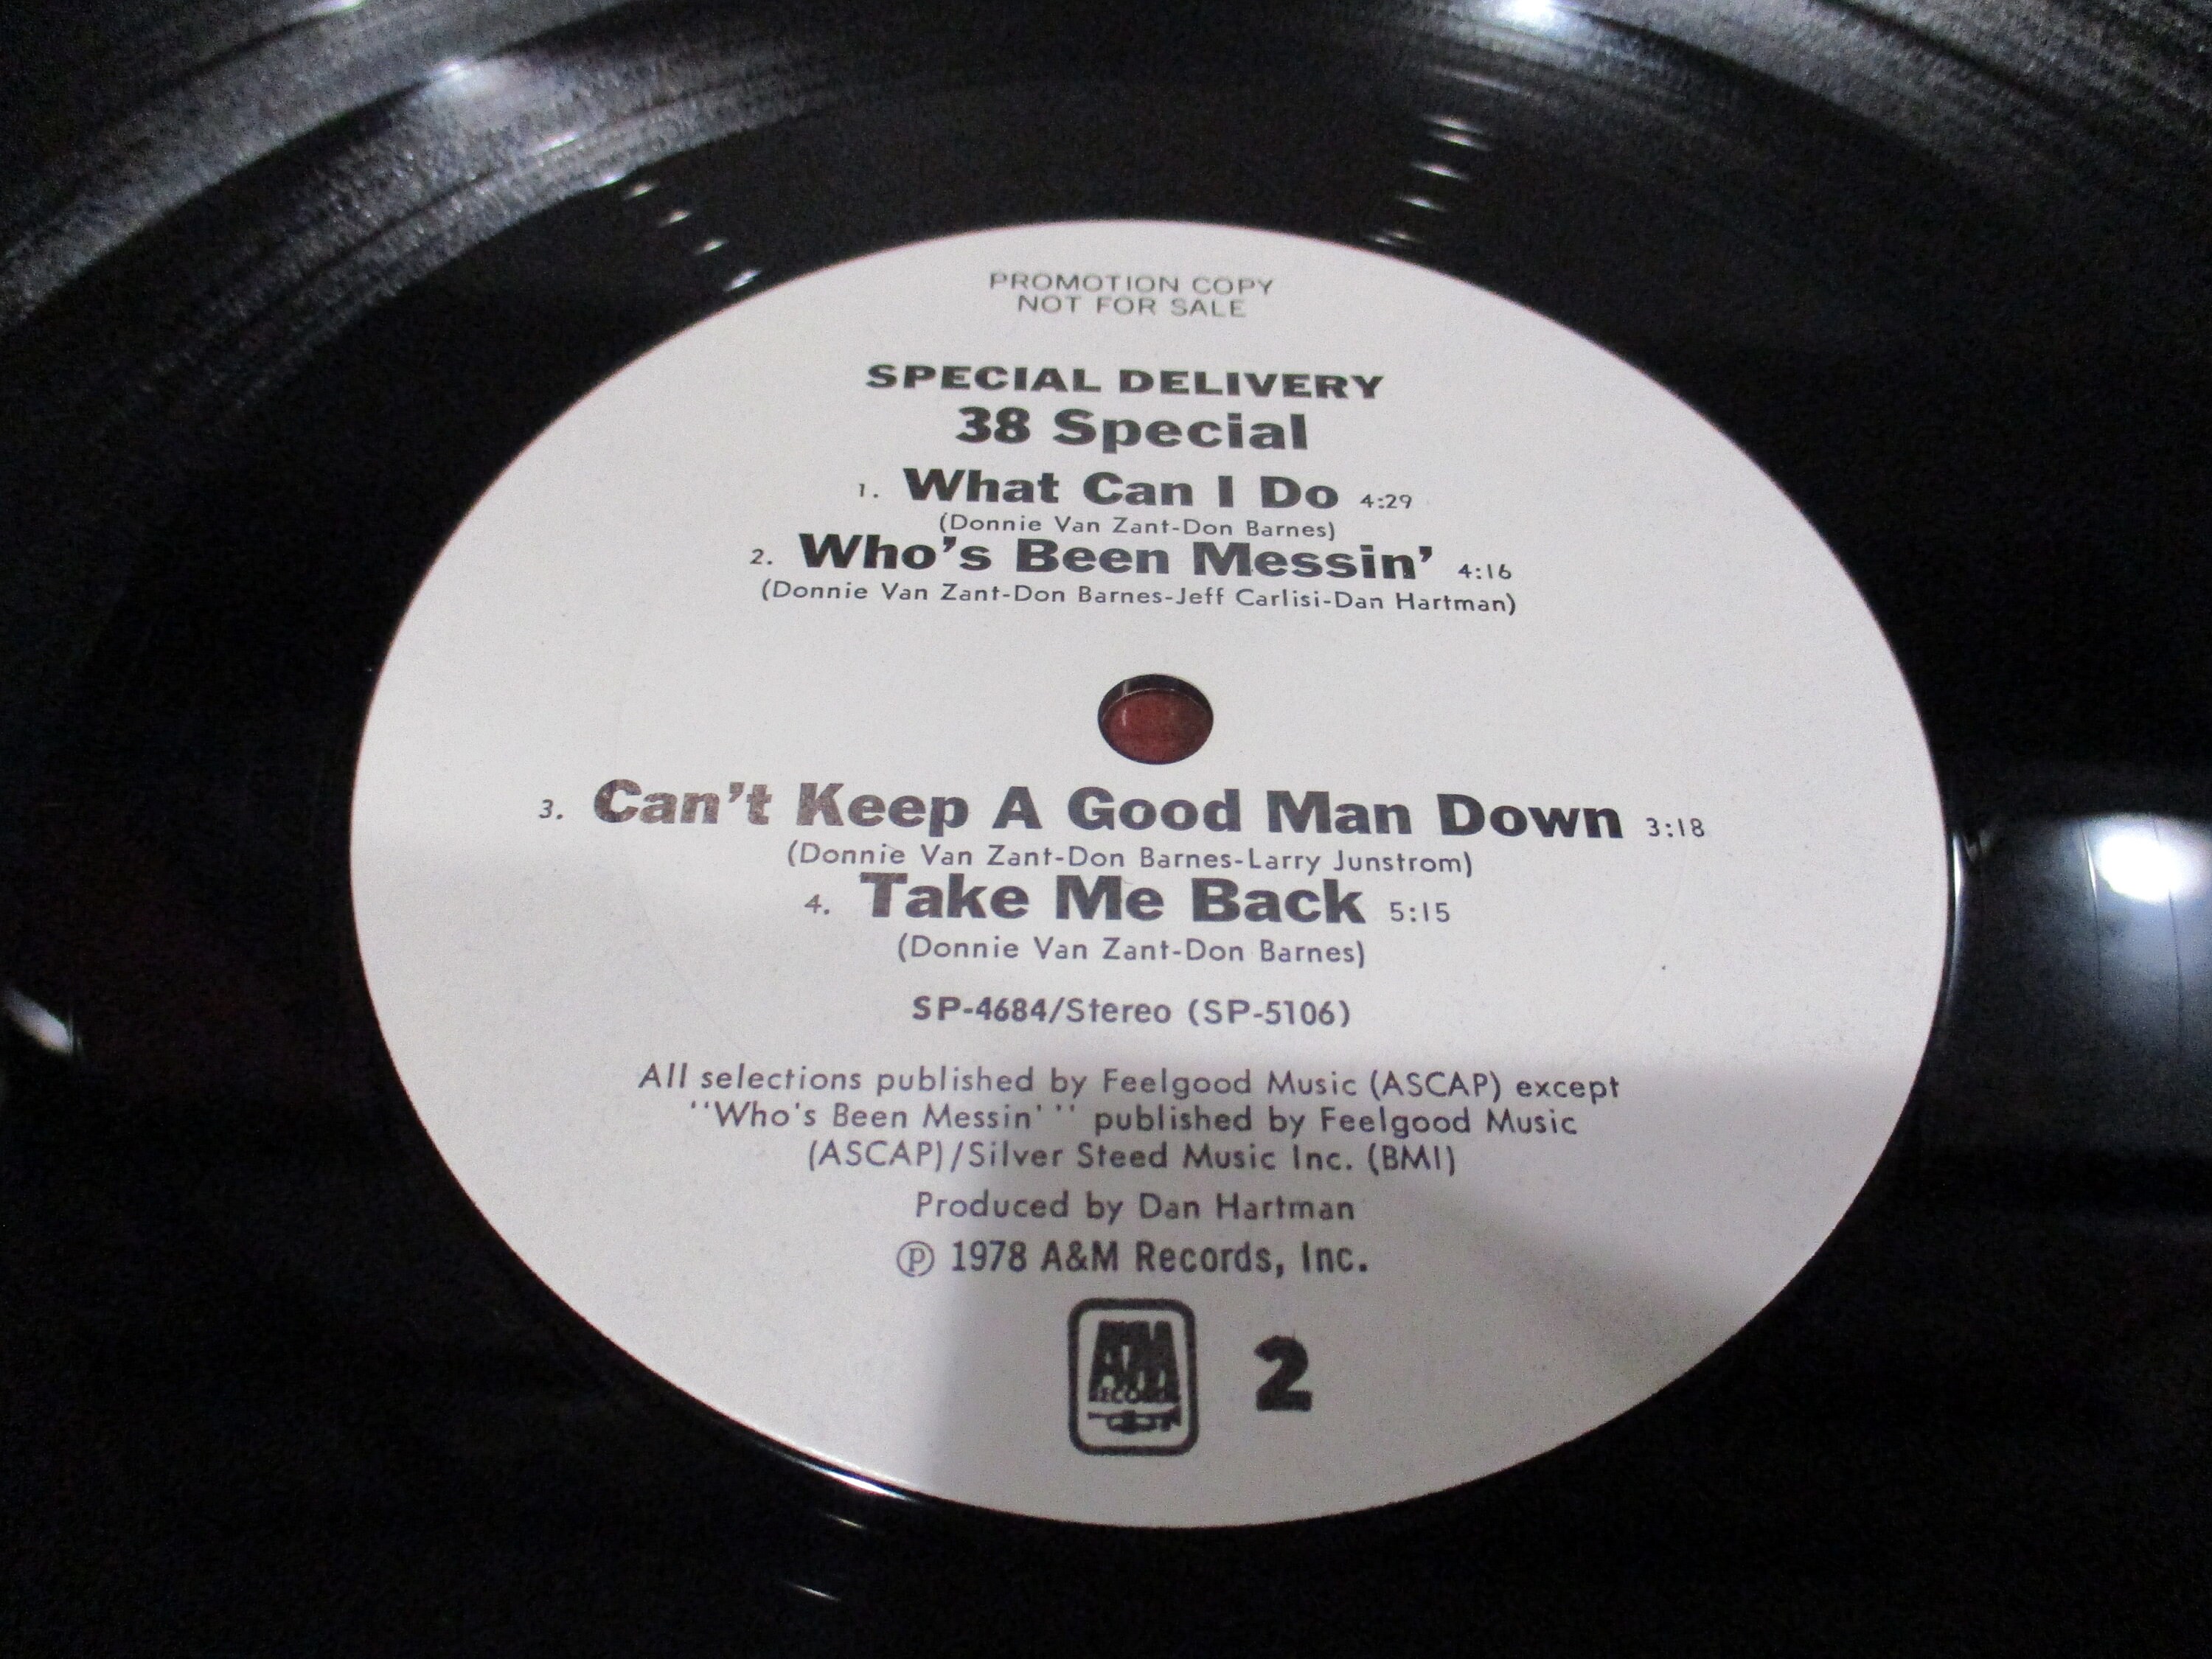 PROMOTION COPY
NOT FOR SALE
SPECIAL DELIVERY
38 Special
1. What Can I Do 4:29
(Donnie Van Zant-Don Barnes)
2. Who's Been Messin' 4:16
(Donnie Van Zant-Don Barnes-Jeff Carlisi-Dan Hartman)
3. Can't Keep A Good Man Down 3:18
(Donnie Van Zant-Don Barnes-Larry Junstrom)
4. Take Me Back 5:15
(Donnie Van Zant-Don Barnes)
SP-4684/Stereo (SP-5106)
All selections published by Feelgood Music (ASCAP) except
''Who's Been Messin' '' published by Feelgood Music
(ASCAP)/Silver Steed Music Inc. (BMI)
Produced by Dan Hartman
℗ 1978 A&M Records, Inc.
A&M
RECORDS
2